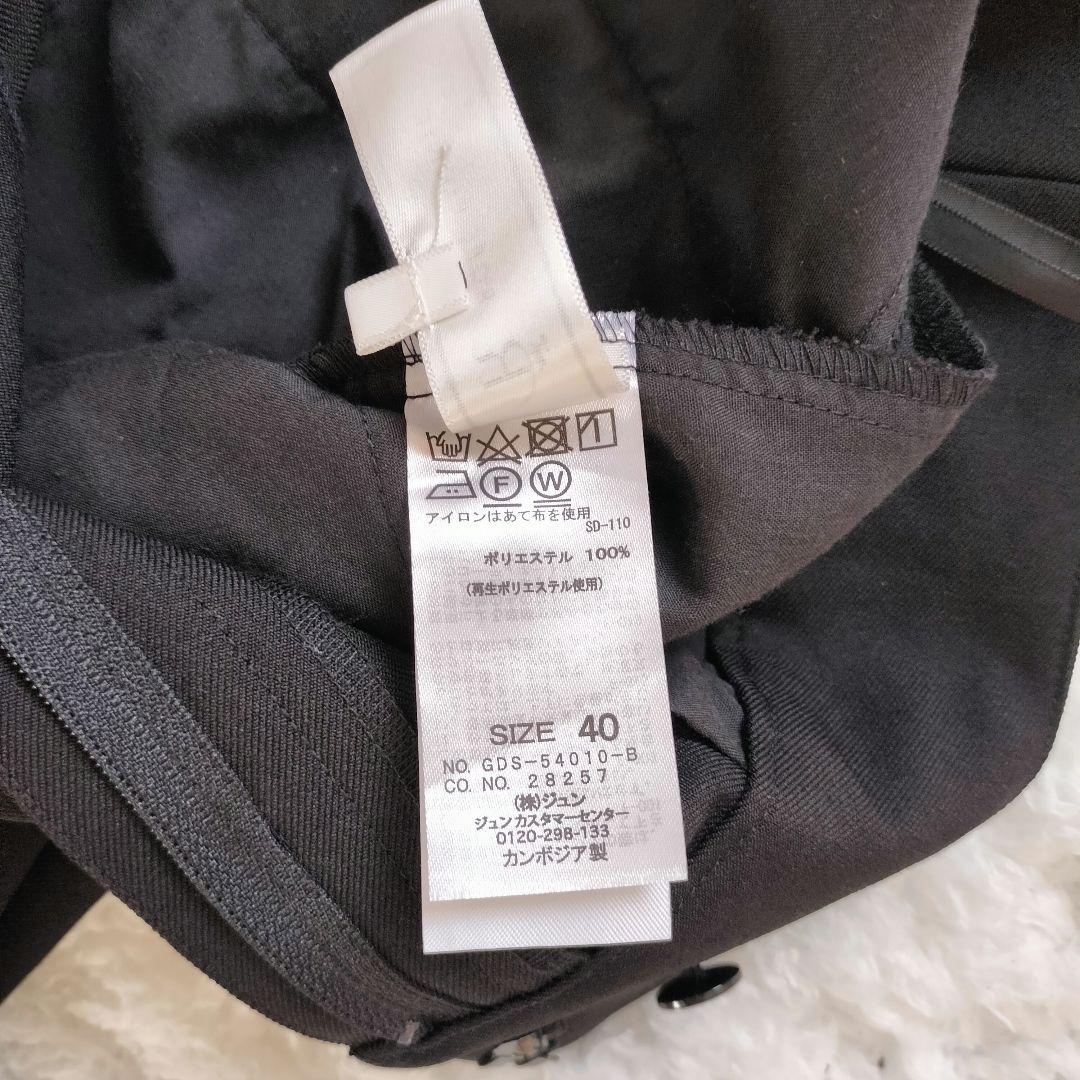 F W
アイロンはあて布を使用
SD-110
ポリエステル 100%
(再生ポリエステル使用)
SIZE 40
NO. GDS-54010-B
CO. NO. 28257
(株)ジュン
ジュンカスタマーセンター
0120-298-133
カンボジア製